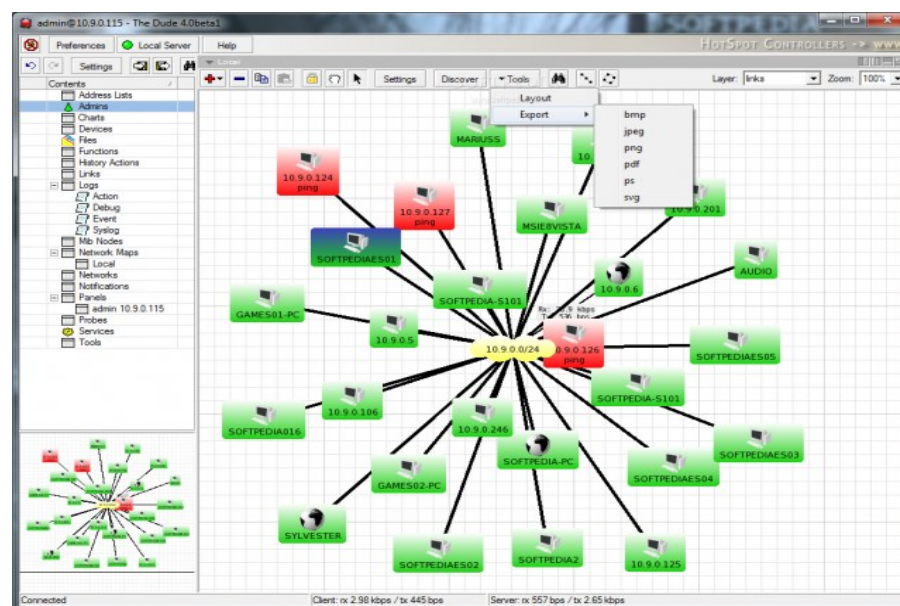 admin@10.9.0.115 - The Dude 4.0beta1
SOFTPEDIA
Preferences
Local Server
Help
HotSpot Controllers -> www
Settings
Local
Settings
Discover
Tools
Layer:
links
Zoom:
100%
Contents
Address Lists
Admins
Charts
Devices
Files
Functions
History Actions
Links
Logs
Action
Debug
Event
Syslog
Mib Nodes
Network Maps
Local
Networks
Notifications
Panels
admin 10.9.0.115
Probes
Services
Tools
Layout
Export
bmp
jpeg
png
pdf
ps
svg
MARIUSS
10.
10.9.0.124
ping
10.9.0.127
ping
10.9.0.201
MSIE8VISTA
SOFTPEDIAES01
AUDIO
10.9.0.6
SOFTPEDIA-S101
GAMES01-PC
10.9.0.5
10.9.0.0/24
10.9.0.126
ping
SOFTPEDIAES05
SOFTPEDIA-S101
10.9.0.106
SOFTPEDIA016
10.9.0.246
SOFTPEDIA-PC
SOFTPEDIAES03
SOFTPEDIAES04
GAMES02-PC
SYLVESTER
SOFTPEDIAES02
SOFTPEDIA2
10.9.0.125
Connected
Client: rx 2.98 kbps / tx 445 bps
Server: rx 557 bps / tx 2.65 kbps